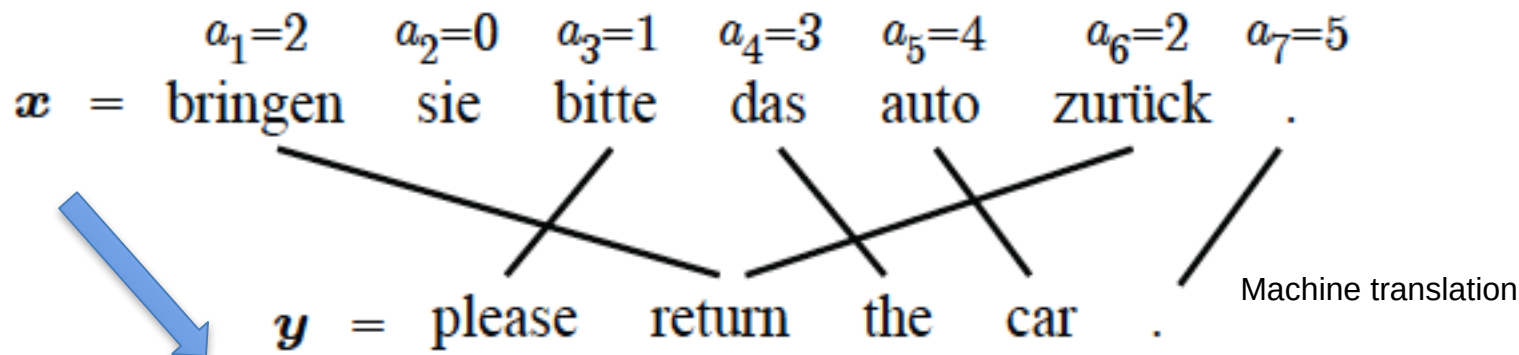 a₁=2 a₂=0 a₃=1 a₄=3 a₅=4 a₆=2 a₇=5
x = bringen sie bitte das auto zurück .
y = please return the car .
Machine translation